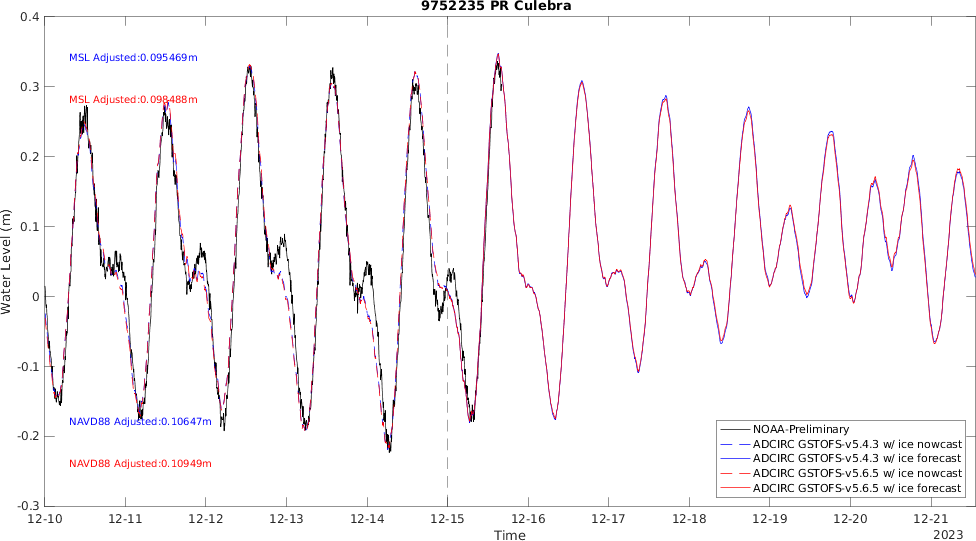 9752235 PR Culebra
0.4
0.3
0.2
0.1
0
-0.1
-0.2
-0.3
Water Level (m)
MSL Adjusted:0.095469m
MSL Adjusted:0.098488m
NAVD88 Adjusted:0.10647m
NAVD88 Adjusted:0.10949m
NOAA-Preliminary
ADCIRC GSTOFS-v5.4.3 w/ ice nowcast
ADCIRC GSTOFS-v5.4.3 w/ ice forecast
ADCIRC GSTOFS-v5.6.5 w/ ice nowcast
ADCIRC GSTOFS-v5.6.5 w/ ice forecast
12-10 12-11 12-12 12-13 12-14 12-15 12-16 12-17 12-18 12-19 12-20 12-21
2023
Time